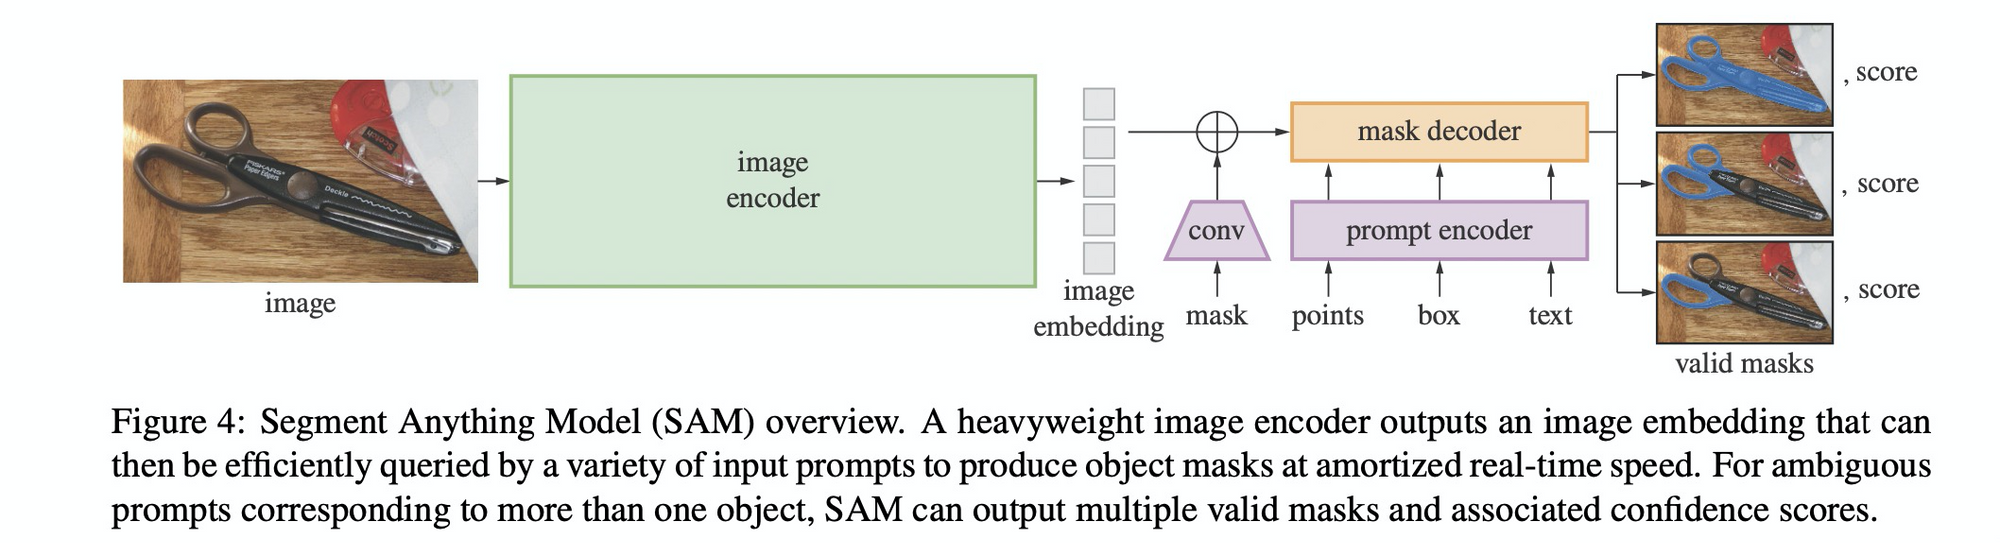 FISKARS®
Paper Edgers
Deckle
Scotch
image
image
encoder
image
embedding
conv
mask
mask decoder
prompt encoder
points
box
text
, score
, score
, score
valid masks
Figure 4: Segment Anything Model (SAM) overview. A heavyweight image encoder outputs an image embedding that can
then be efficiently queried by a variety of input prompts to produce object masks at amortized real-time speed. For ambiguous
prompts corresponding to more than one object, SAM can output multiple valid masks and associated confidence scores.